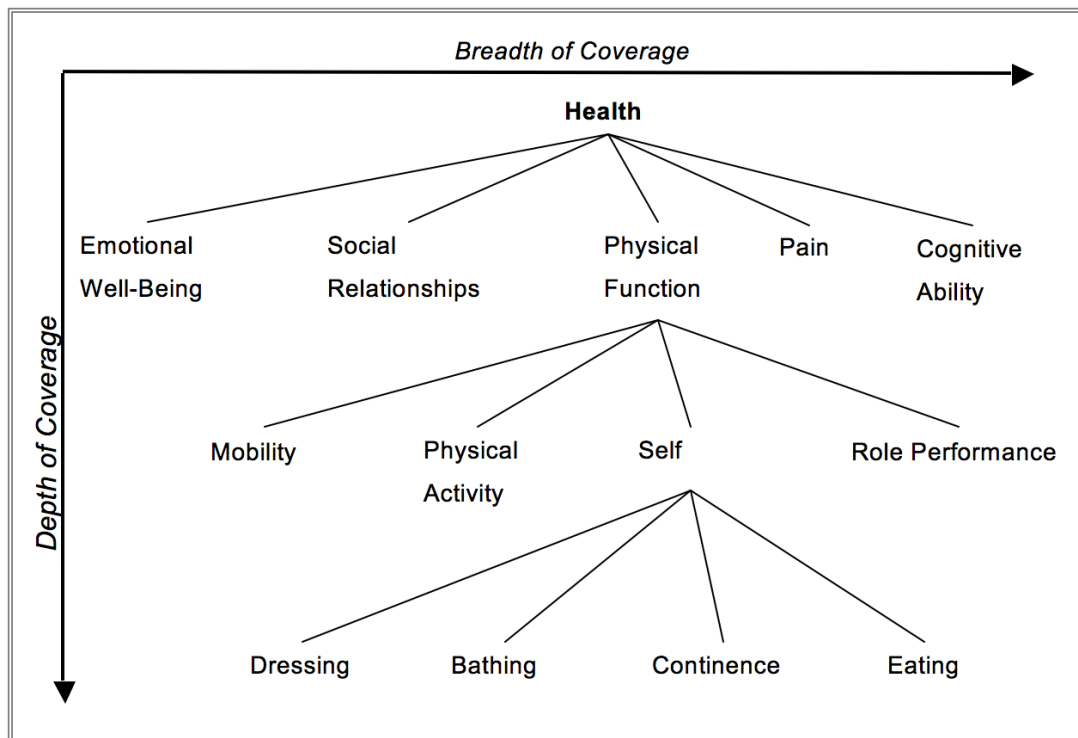 Breadth of Coverage
Health
Emotional
Well-Being
Social
Relationships
Physical
Function
Pain
Cognitive
Ability
Depth of Coverage
Mobility
Physical
Activity
Self
Role Performance
Dressing
Bathing
Continence
Eating